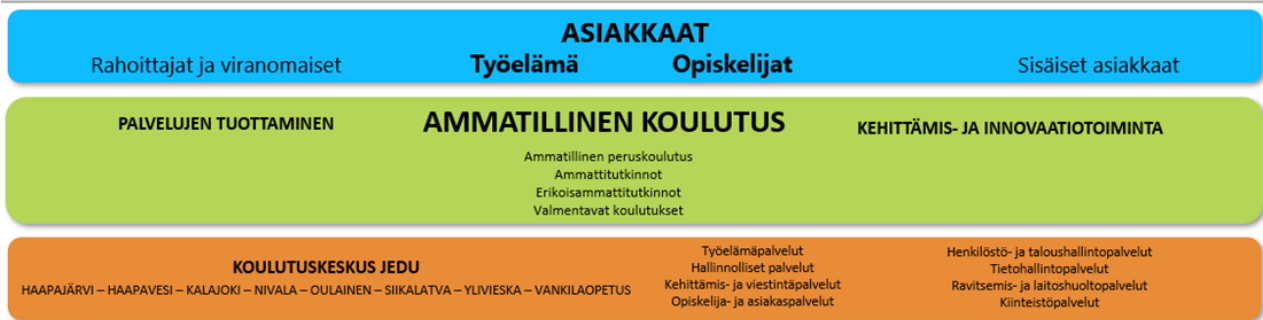 ASIAKKAAT
Rahoittajat ja viranomaiset Työelämä Opiskelijat Sisäiset asiakkaat
PALVELUJEN TUOTTAMINEN AMMATILLINEN KOULUTUS KEHITTÄMIS- JA INNOVAATIOTOIMINTA
Ammatillinen peruskoulutus
Ammattitutkinnot
Erikoisammattitutkinnot
Valmentavat koulutukset
KOULUTUSKESKUS JEDU
HAAPAJÄRVI – HAAPAVESI – KALAJOKI – NIVALA – OULAINEN – SIIKALATVA – YLIVIESKA – VANKILAOPETUS
Työelämäpalvelut
Hallinnolliset palvelut
Kehittämis- ja viestintäpalvelut
Opiskelija- ja asiakaspalvelut
Henkilöstö- ja taloushallintopalvelut
Tietohallintopalvelut
Ravitsemis- ja laitoshuoltopalvelut
Kiinteistöpalvelut